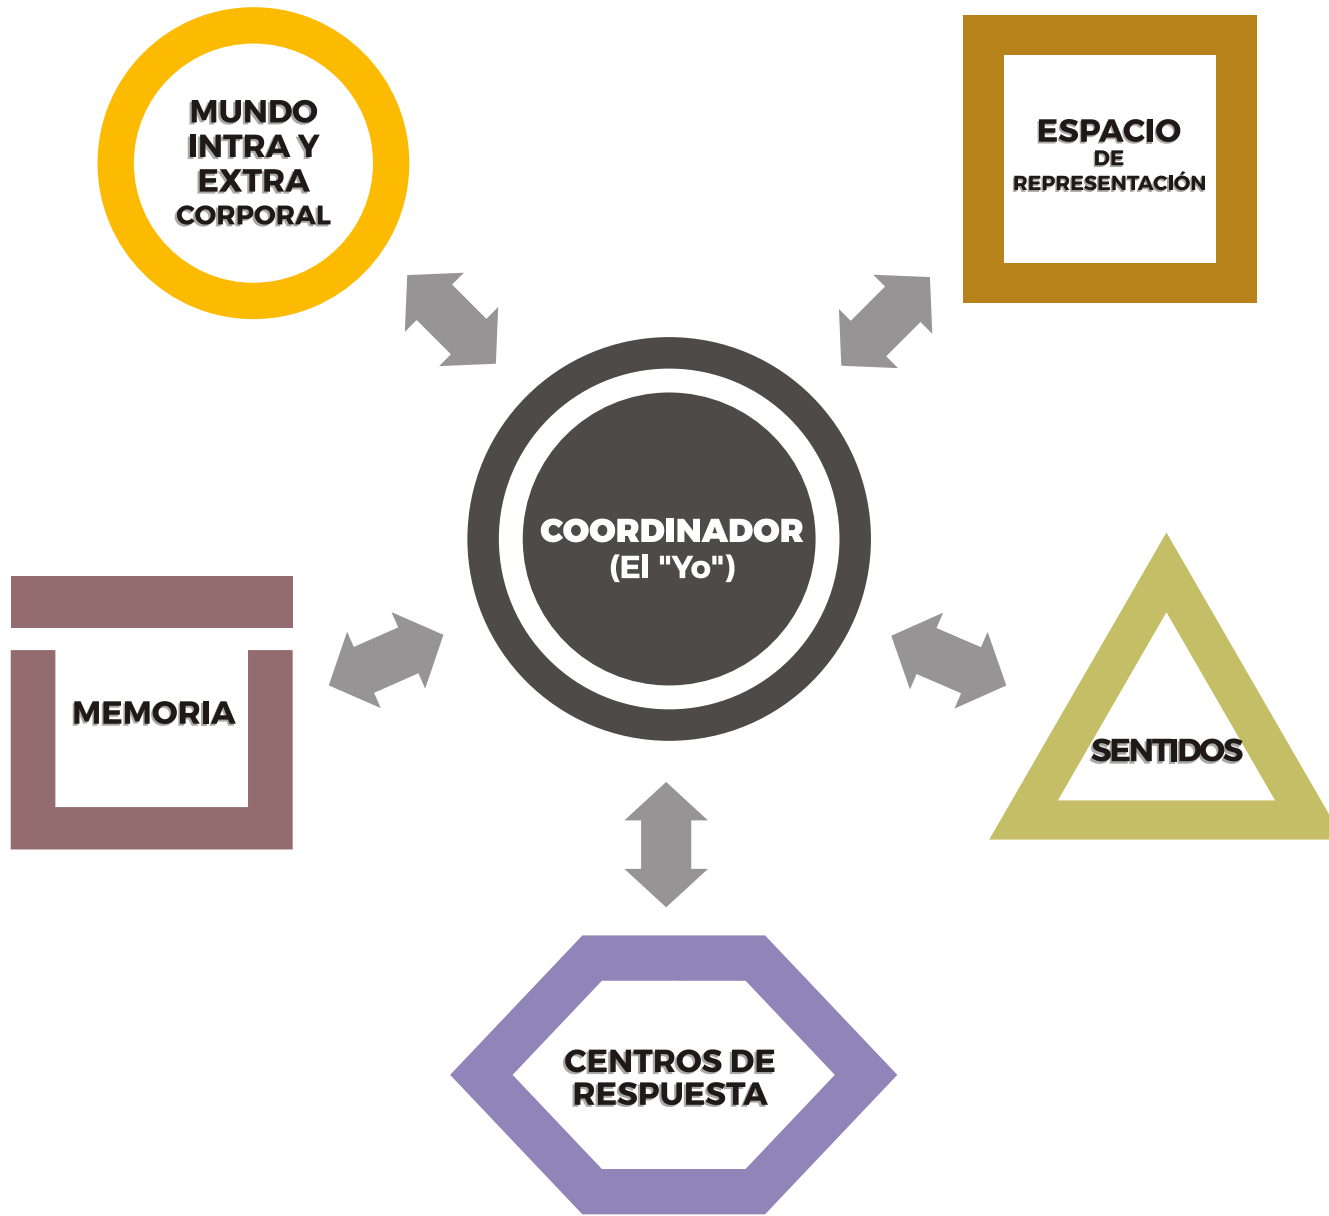 MUNDO
INTRA Y
EXTRA
CORPORAL
ESPACIO
DE
REPRESENTACIÓN
COORDINADOR
(El "Yo")
MEMORIA
SENTIDOS
CENTROS DE
RESPUESTA